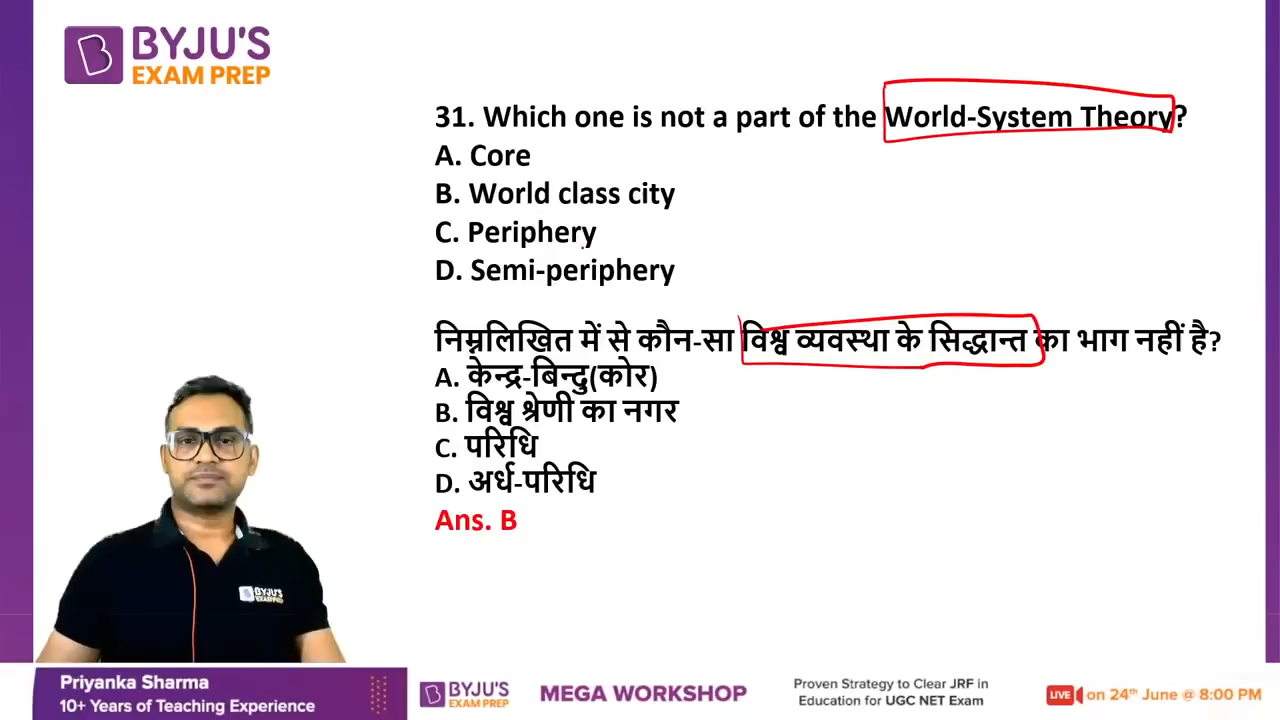 BYJU'S
EXAM PREP
31. Which one is not a part of the World-System Theory?
A. Core
B. World class city
C. Periphery
D. Semi-periphery
निम्नलिखित में से कौन-सा विश्व व्यवस्था के सिद्धान्त का भाग नहीं है?
A. केन्द्र-बिन्दु(कोर)
B. विश्व श्रेणी का नगर
C. परिधि
D. अर्ध-परिधि
Ans. B
BYJU'S
EXAM PREP
Priyanka Sharma
10+ Years of Teaching Experience
BYJU'S
EXAM PREP
MEGA WORKSHOP
Proven Strategy to Clear JRF in
Education for UGC NET Exam
LIVE on 24th June @ 8:00 PM